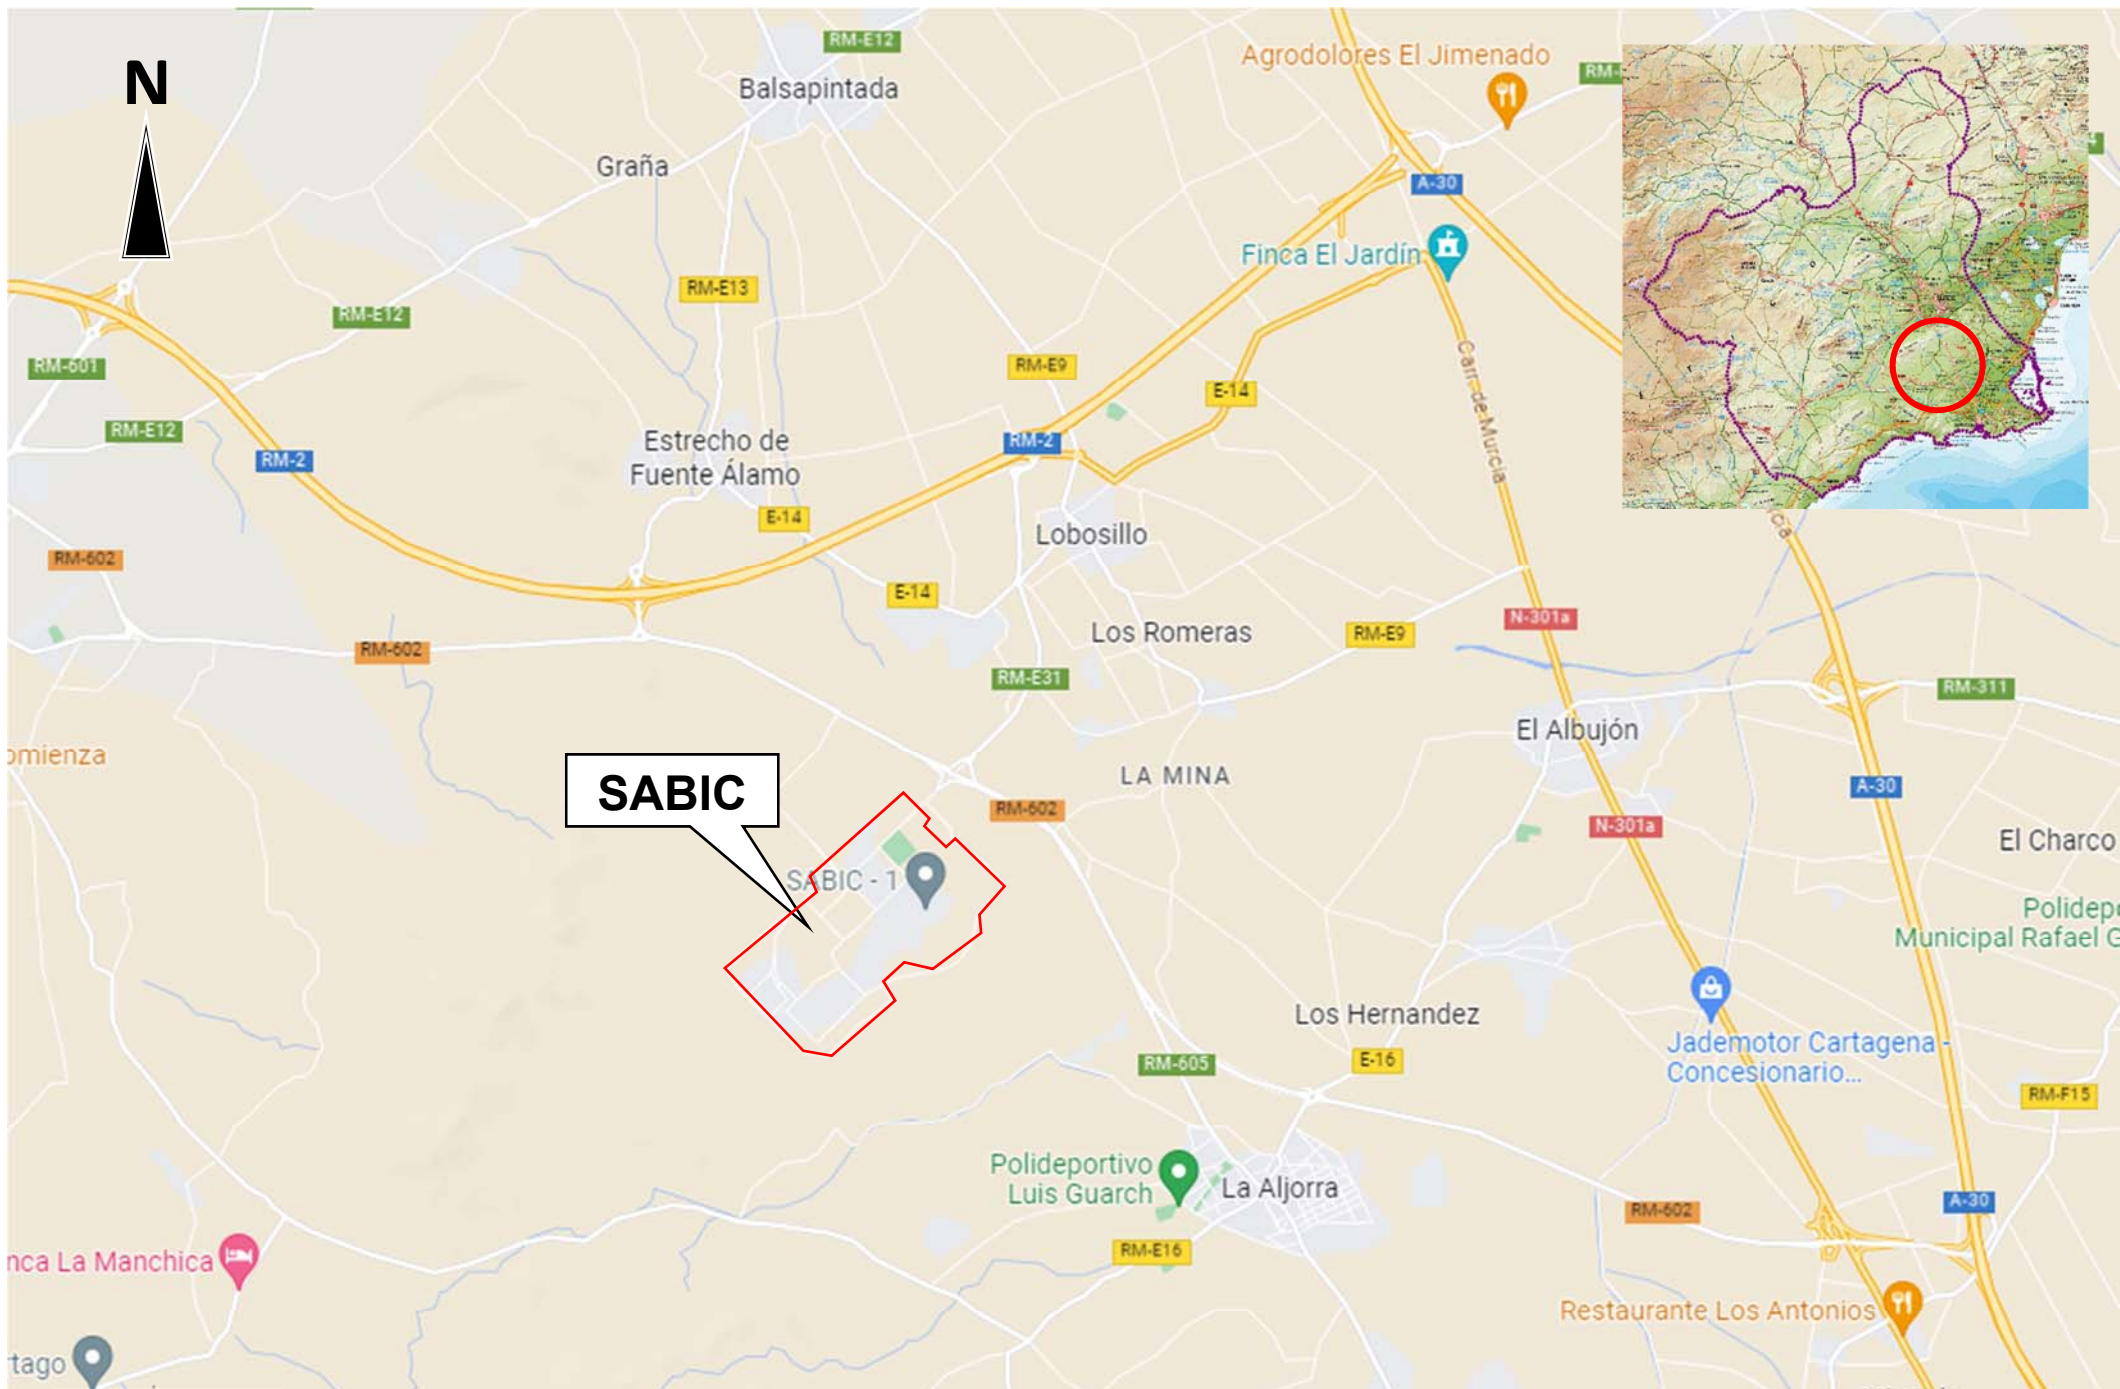 RM-E12
Agrodolores El Jimenado
N
Balsapintada
Graña
A-30
Finca El Jardín
RM-E13
RM-E12
RM-601
RM-E9
E-14
Carr. de Murcia
RM-E12
RM-2
Estrecho de
Fuente Álamo
RM-2
E-14
Lobosillo
RM-602
E-14
N-301a
Los Romeras
RM-E9
RM-602
RM-E31
RM-311
El Albujón
omienza
LA MINA
SABIC
A-30
RM-602
N-301a
El Charco
SABIC - 1
Polidepo
Municipal Rafael G
Los Hernandez
Jademotor Cartagena -
Concesionario...
RM-605
E-16
RM-F15
Polideportivo
Luis Guarch
La Aljorra
A-30
RM-602
RM-E16
nca La Manchica
Restaurante Los Antonios
rtago